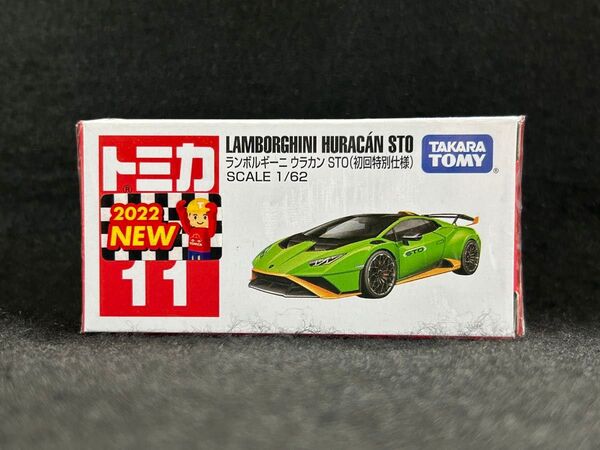 トミカ
®
2022
NEW
11
LAMBORGHINI HURACÁN STO
ランボルギーニ ウラカン STO(初回特別仕様)
SCALE 1/62
TAKARA
TOMY
®
STO